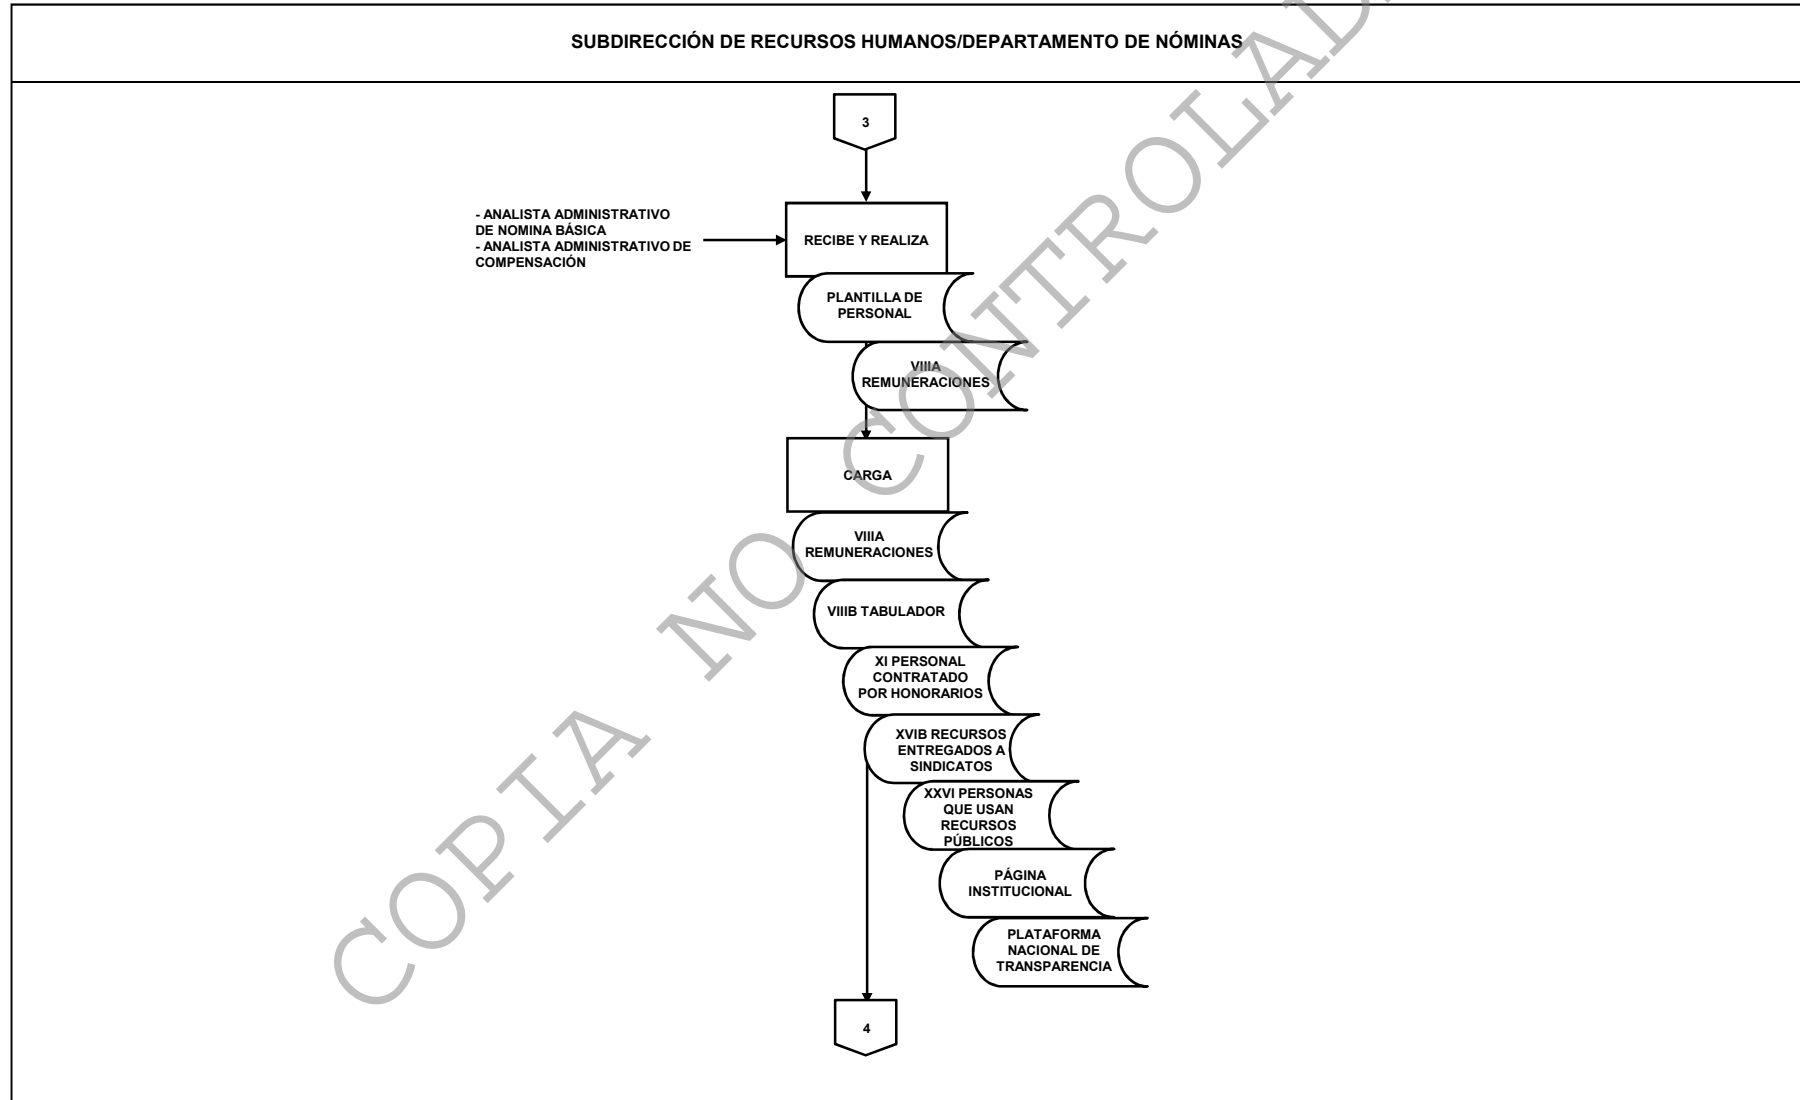 SUBDIRECCIÓN DE RECURSOS HUMANOS/DEPARTAMENTO DE NÓMINAS
3
- ANALISTA ADMINISTRATIVO
DE NOMINA BÁSICA
- ANALISTA ADMINISTRATIVO DE
COMPENSACIÓN
RECIBE Y REALIZA
PLANTILLA DE
PERSONAL
VIIIA
REMUNERACIONES
CARGA
VIIIA
REMUNERACIONES
VIIIB TABULADOR
XI PERSONAL
CONTRATADO
POR HONORARIOS
XVIB RECURSOS
ENTREGADOS A
SINDICATOS
XXVI PERSONAS
QUE USAN
RECURSOS
PÚBLICOS
PÁGINA
INSTITUCIONAL
PLATAFORMA
NACIONAL DE
TRANSPARENCIA
4
COPIA NO CONTROLAD